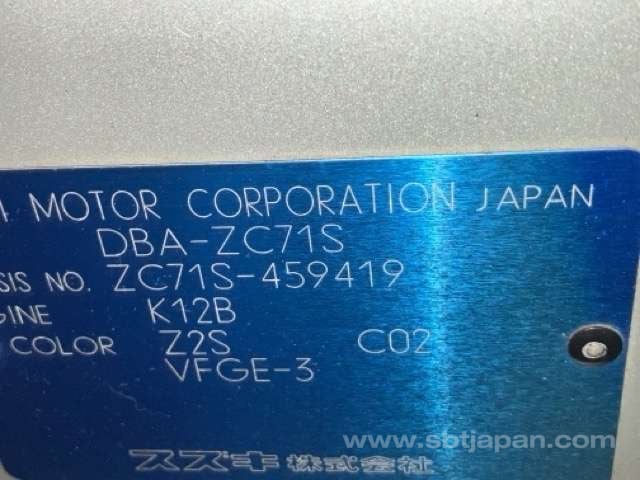 MOTOR CORPORATION JAPAN
DBA-ZC71S
SIS NO. ZC71S-459419
GINE K12B
COLOR Z2S C02
VFGE-3
スズキ株式会社
www.sbtjapan.com